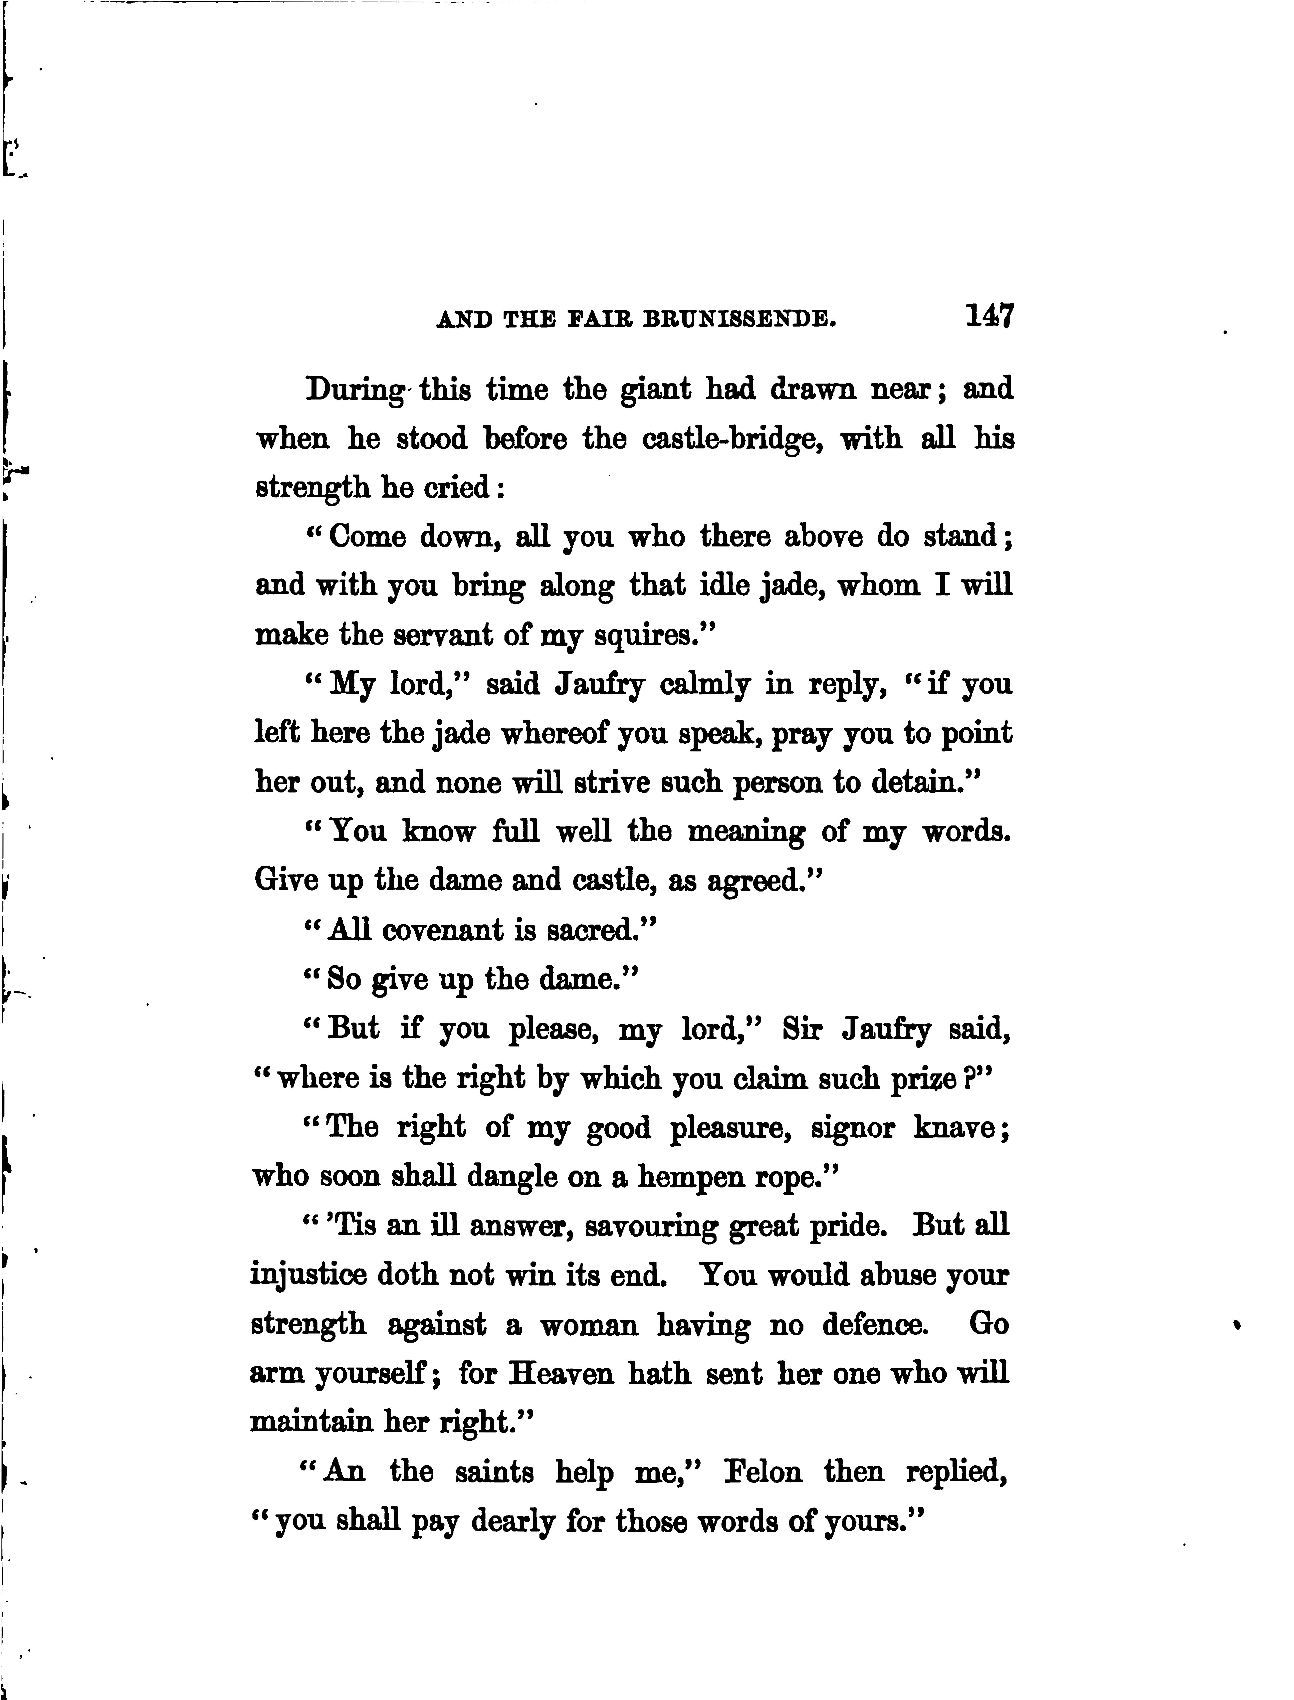 AND THE FAIR BRUNISSENDE. 147
During this time the giant had drawn near; and
when he stood before the castle-bridge, with all his
strength he cried:
"Come down, all you who there above do stand;
and with you bring along that idle jade, whom I will
make the servant of my squires."
"My lord," said Jaufry calmly in reply, "if you
left here the jade whereof you speak, pray you to point
her out, and none will strive such person to detain."
"You know full well the meaning of my words.
Give up the dame and castle, as agreed."
"All covenant is sacred."
"So give up the dame."
"But if you please, my lord," Sir Jaufry said,
"where is the right by which you claim such prize?"
"The right of my good pleasure, signor knave;
who soon shall dangle on a hempen rope."
"'Tis an ill answer, savouring great pride. But all
injustice doth not win its end. You would abuse your
strength against a woman having no defence. Go
arm yourself; for Heaven hath sent her one who will
maintain her right."
"An the saints help me," Felon then replied,
"you shall pay dearly for those words of yours."